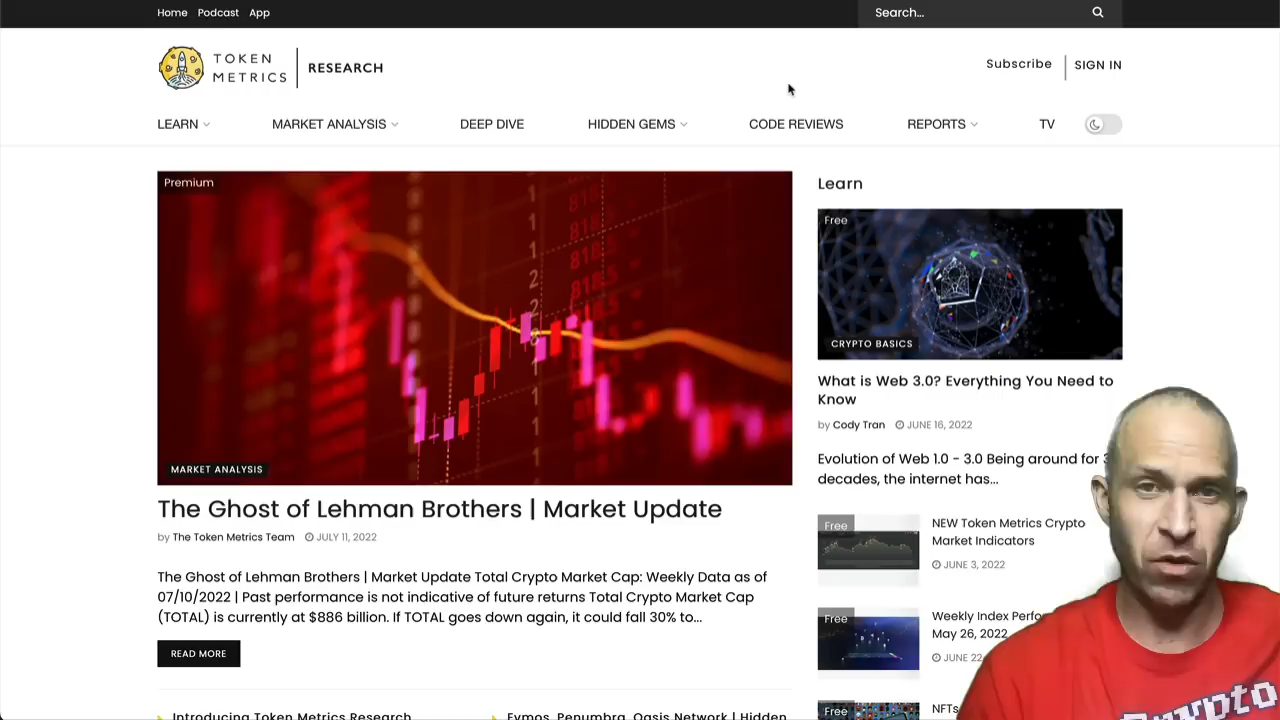 Home Podcast App
Search...
TOKEN
METRICS
RESEARCH
Subscribe
SIGN IN
LEARN
MARKET ANALYSIS
DEEP DIVE
HIDDEN GEMS
CODE REVIEWS
REPORTS
TV
Premium
MARKET ANALYSIS
The Ghost of Lehman Brothers | Market Update
by The Token Metrics Team JULY 11, 2022
The Ghost of Lehman Brothers | Market Update Total Crypto Market Cap: Weekly Data as of
07/10/2022 | Past performance is not indicative of future returns Total Crypto Market Cap
(TOTAL) is currently at $886 billion. If TOTAL goes down again, it could fall 30% to...
READ MORE
Introducing Token Metrics Research
Evmos, Penumbra, Oasis Network | Hidden
Learn
Free
CRYPTO BASICS
What is Web 3.0? Everything You Need to
Know
by Cody Tran JUNE 16, 2022
Evolution of Web 1.0 - 3.0 Being around for 3
decades, the internet has...
Free
NEW Token Metrics Crypto
Market Indicators
JUNE 3, 2022
Free
Weekly Index
May 26, 2022
JUNE 22
Free
NFTs
Crypto